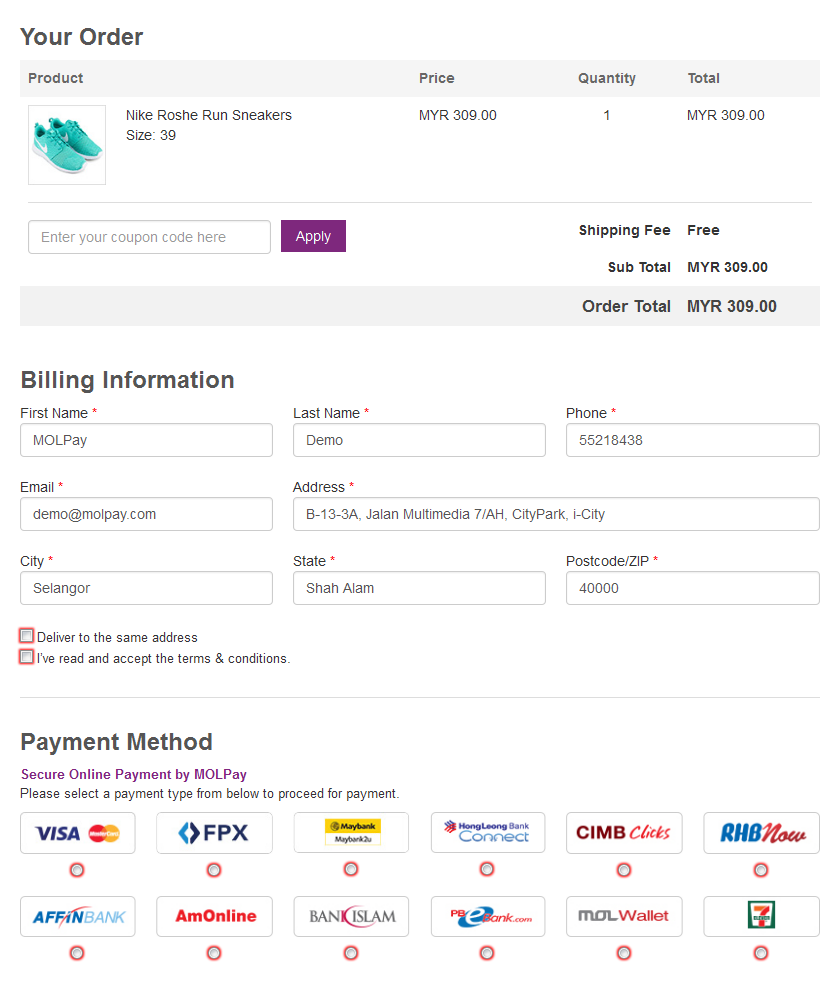 Your Order
Product Price Quantity Total
Nike Roshe Run Sneakers MYR 309.00 1 MYR 309.00
Size: 39
Enter your coupon code here Apply Shipping Fee Free
Sub Total MYR 309.00
Order Total MYR 309.00
Billing Information
First Name * Last Name * Phone *
MOLPay Demo 55218438
Email * Address *
demo@molpay.com B-13-3A, Jalan Multimedia 7/AH, CityPark, i-City
City * State * Postcode/ZIP *
Selangor Shah Alam 40000
Deliver to the same address
I've read and accept the terms & conditions.
Payment Method
Secure Online Payment by MOLPay
Please select a payment type from below to proceed for payment.
VISA MasterCard FPX Maybank HongLeong Bank CIMB Clicks RHB Now
Maybank2u Connect
AFFINBANK AmOnline BANK ISLAM PBeBank.com MOLWallet 7 ELEVEN